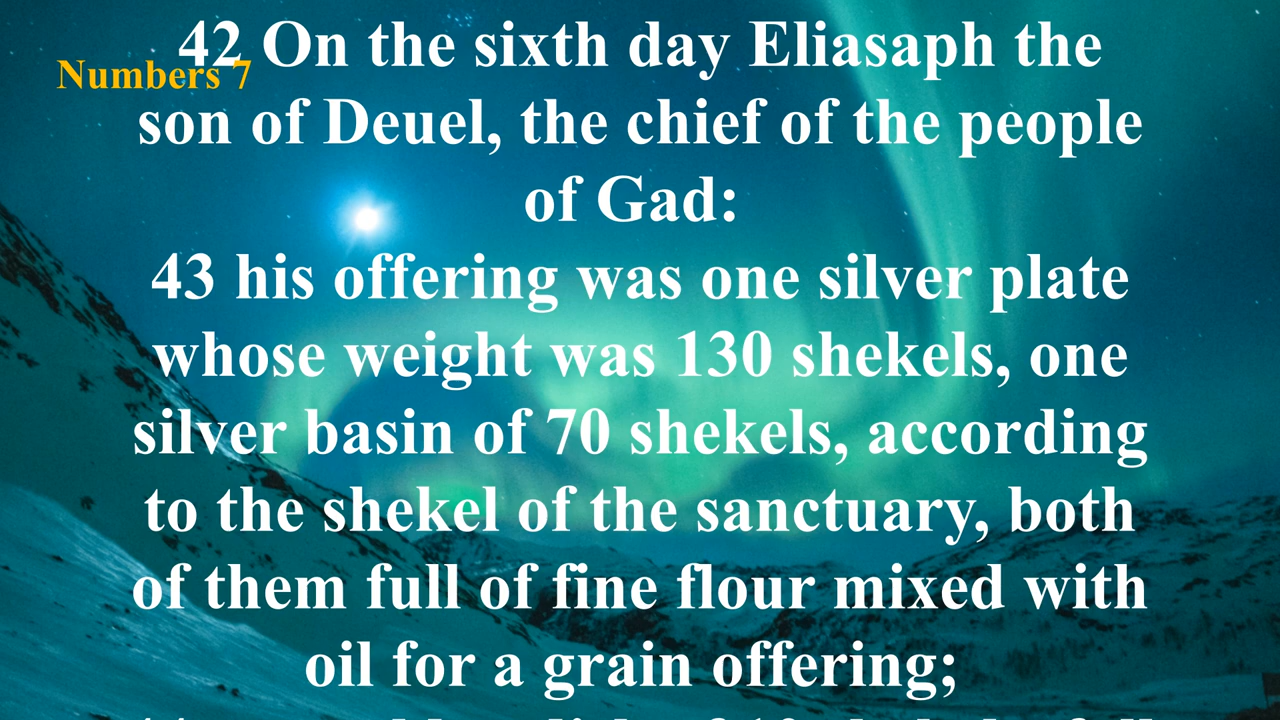 42 On the sixth day Eliasaph the
Numbers 7
son of Deuel, the chief of the people
of Gad:
43 his offering was one silver plate
whose weight was 130 shekels, one
silver basin of 70 shekels, according
to the shekel of the sanctuary, both
of them full of fine flour mixed with
oil for a grain offering;